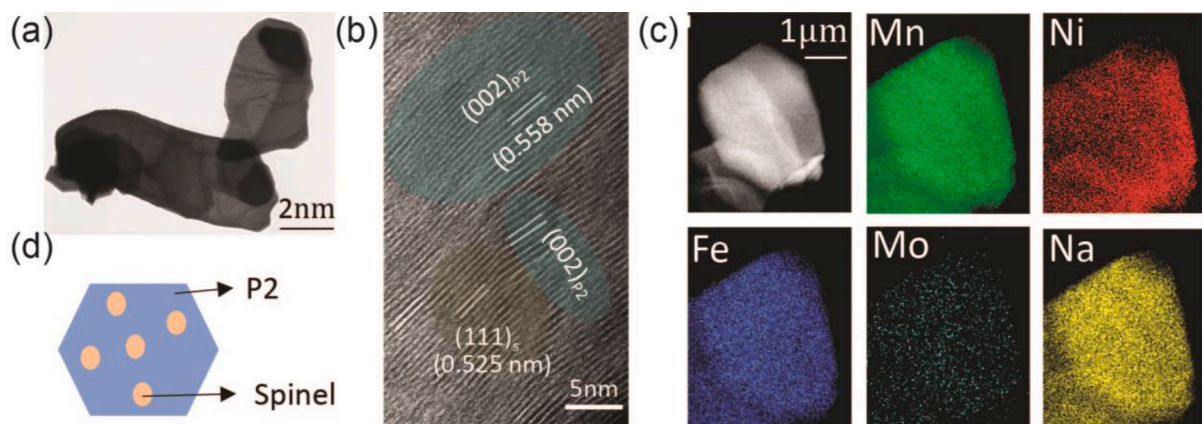 (a)
2nm
(b)
(002)P2
(0.558 nm)
(002)P2
(111)s
(0.525 nm)
5nm
(c)
1μm
Mn
Ni
Fe
Mo
Na
(d)
P2
Spinel